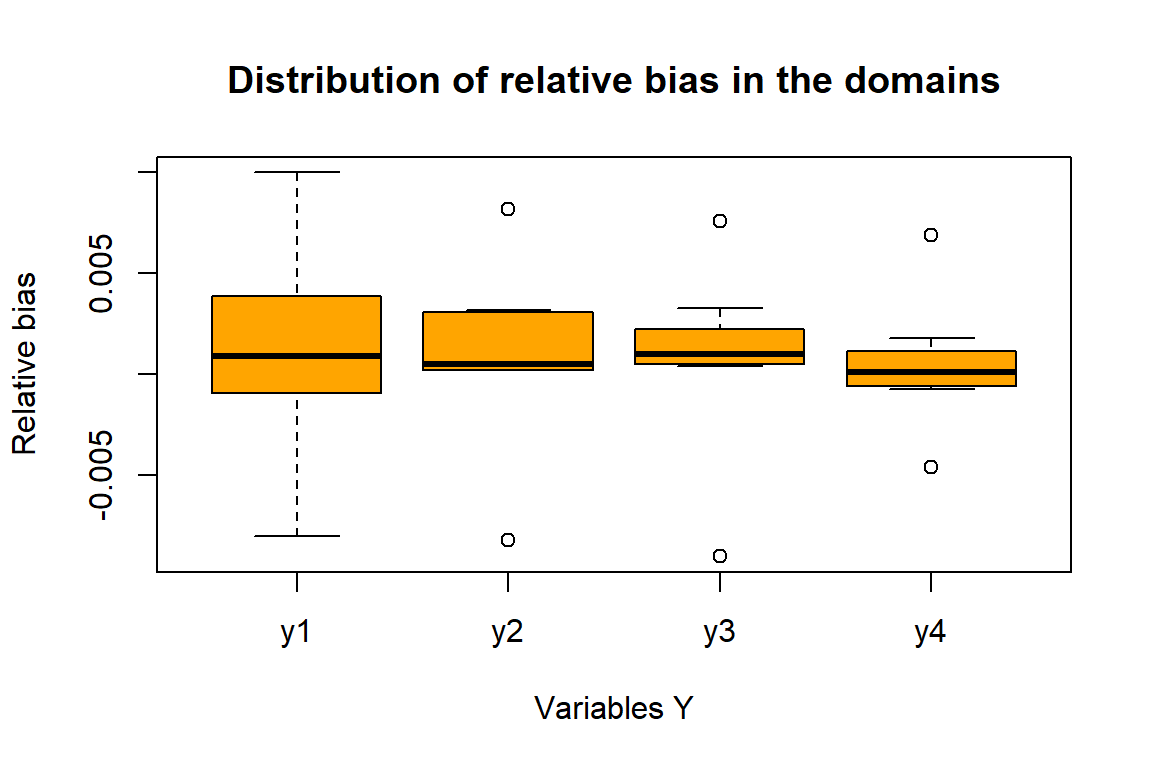 Distribution of relative bias in the domains
Relative bias
0.005
-0.005
y1 y2 y3 y4
Variables Y